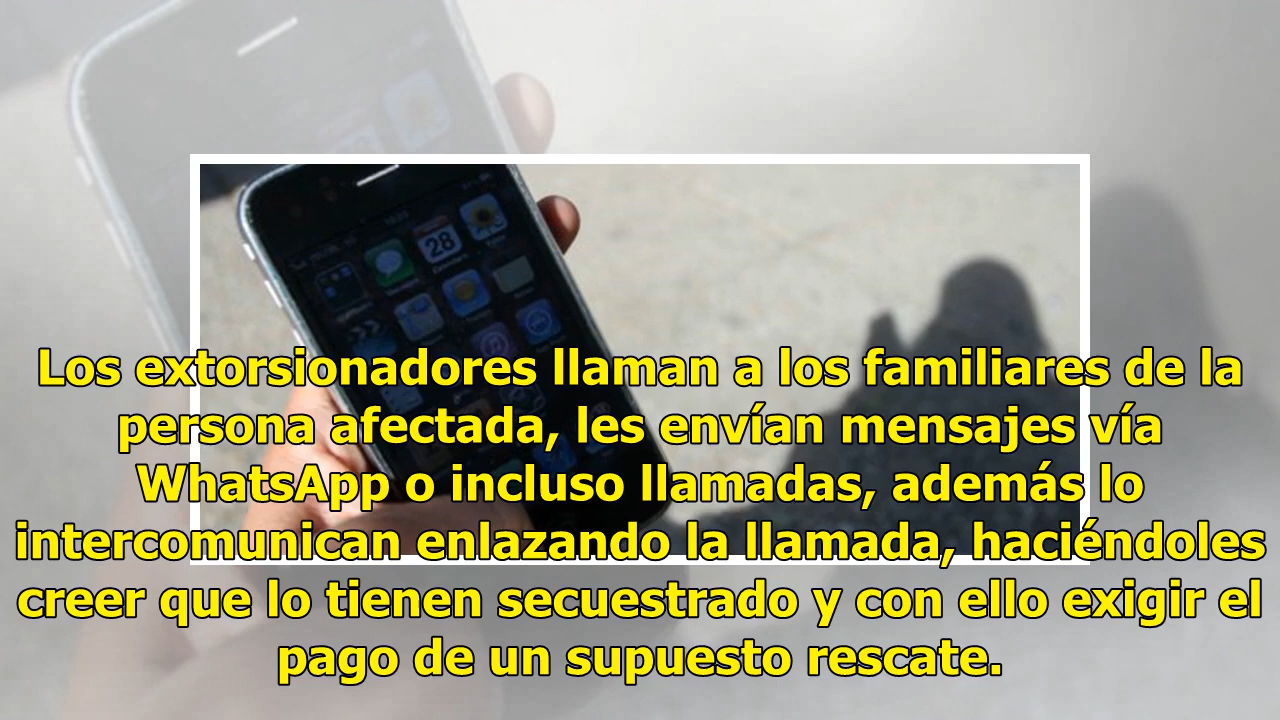 28
Los extorsionadores llaman a los familiares de la
persona afectada, les envían mensajes vía
WhatsApp o incluso llamadas, además lo
intercomunican enlazando la llamada, haciéndoles
creer que lo tienen secuestrado y con ello exigir el
pago de un supuesto rescate.